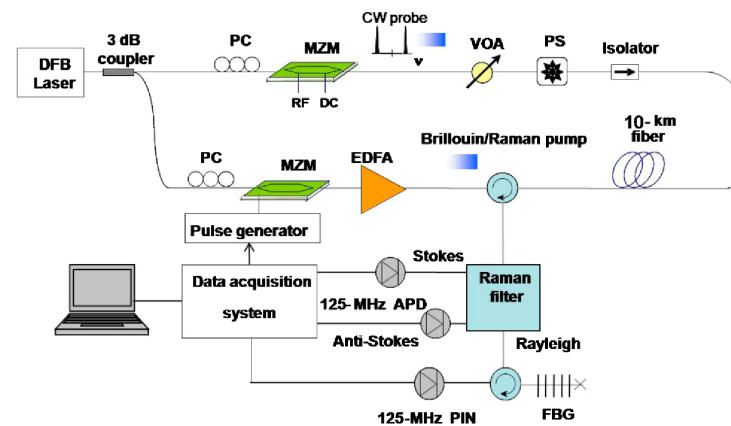 CW probe
3 dB
coupler
PC
MZM
VOA
PS
Isolator
DFB
Laser
RF
DC
ν
10- km
fiber
Brillouin/Raman pump
PC
MZM
EDFA
Pulse generator
Stokes
Data acquisition
system
Raman
filter
125-MHz APD
Anti-Stokes
Rayleigh
125-MHz PIN
FBG